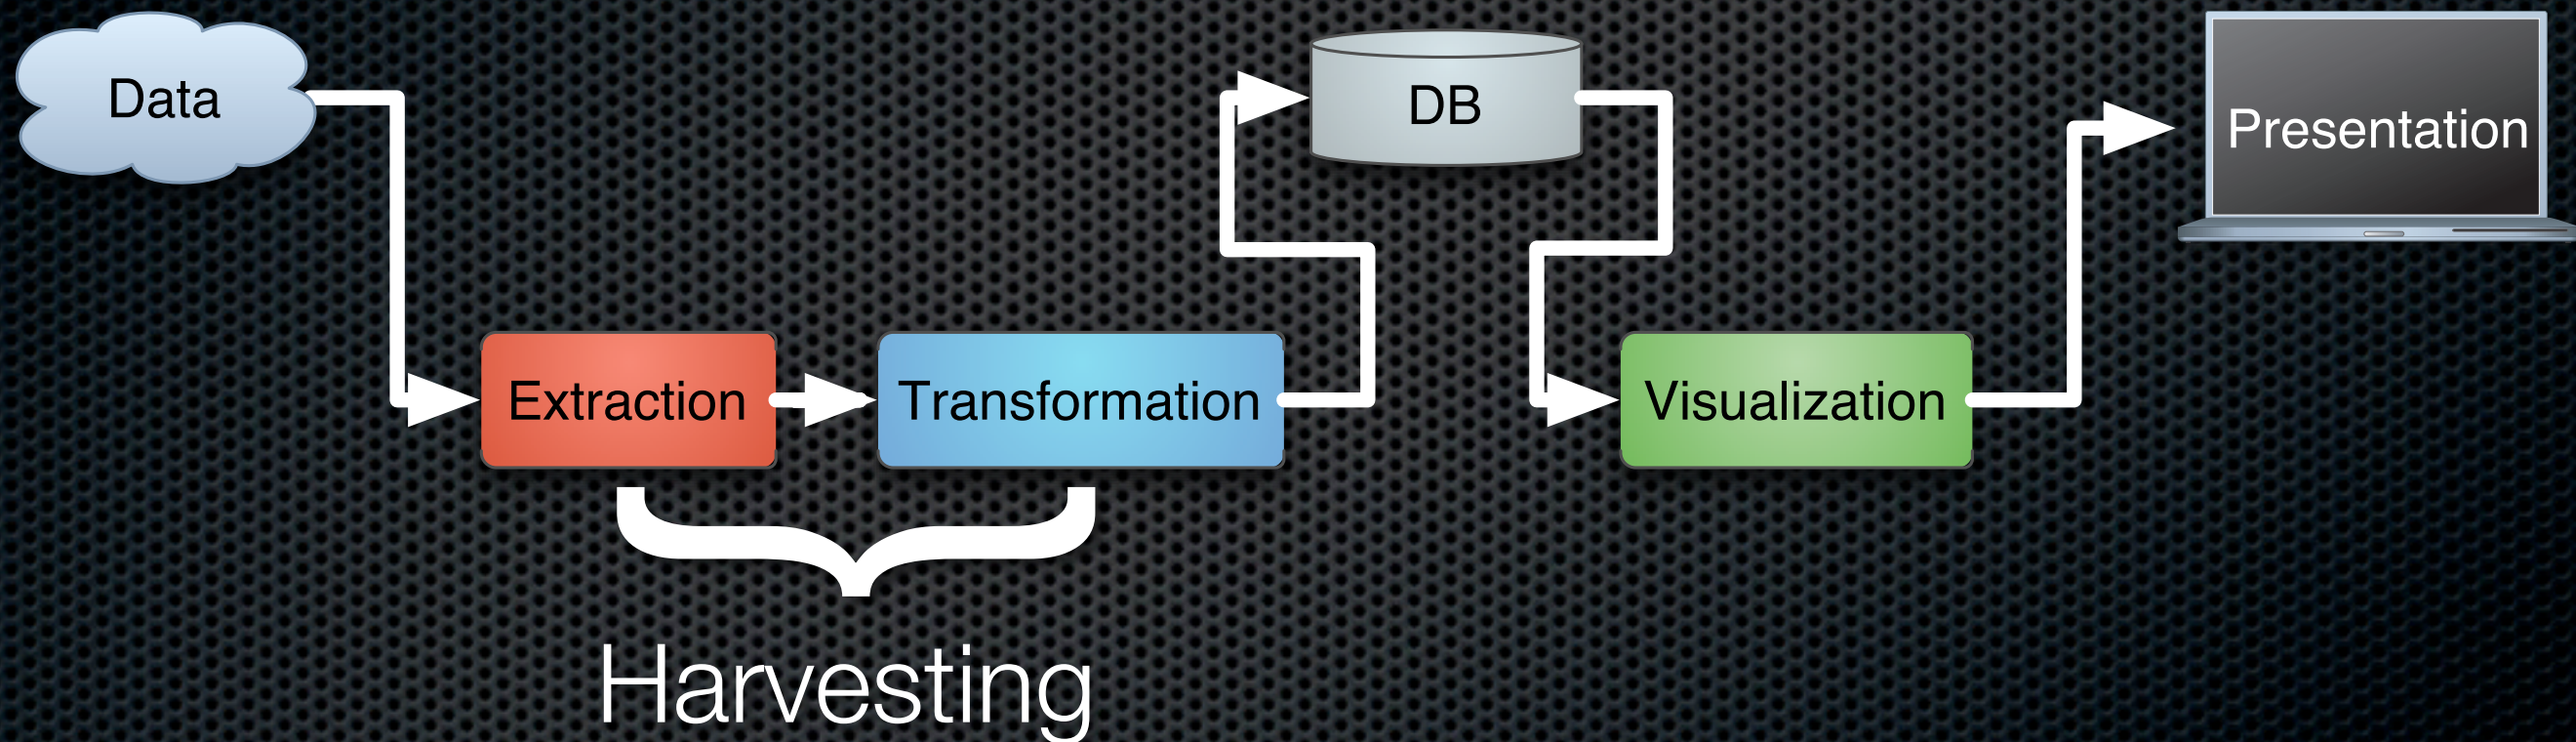 Data
DB
Presentation
Extraction
Transformation
Visualization
Harvesting